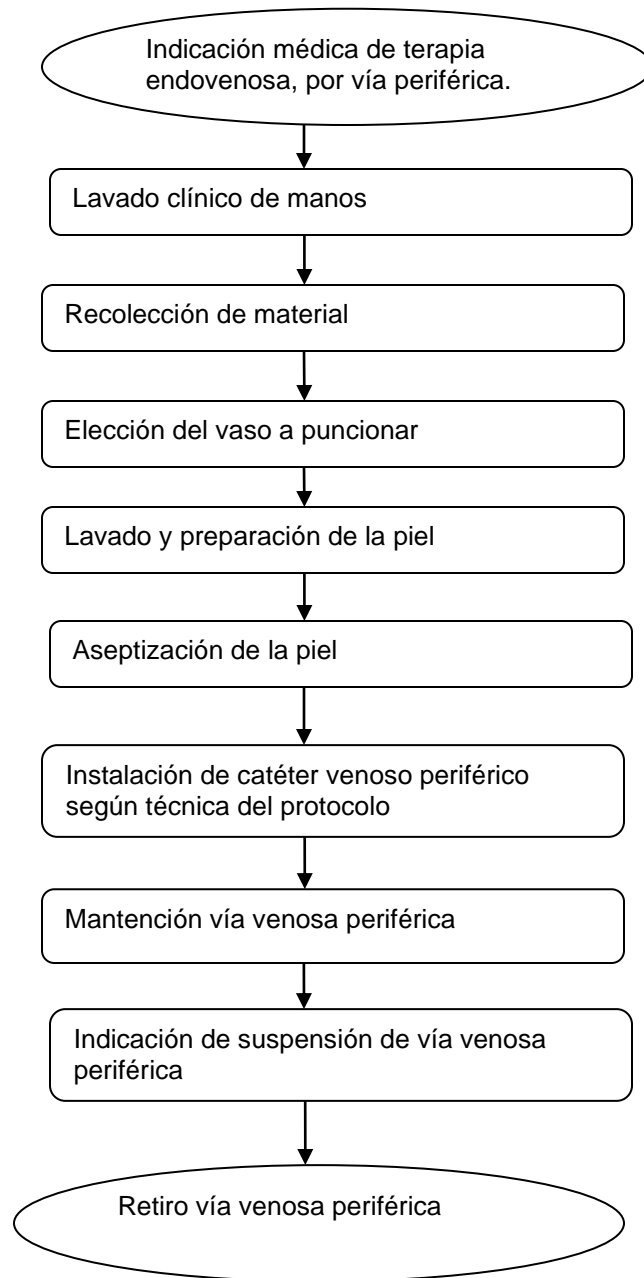 Indicación médica de terapia
endovenosa, por vía periférica.
Lavado clínico de manos
Recolección de material
Elección del vaso a puncionar
Lavado y preparación de la piel
Aseptización de la piel
Instalación de catéter venoso periférico
según técnica del protocolo
Mantención vía venosa periférica
Indicación de suspensión de vía venosa
periférica
Retiro vía venosa periférica